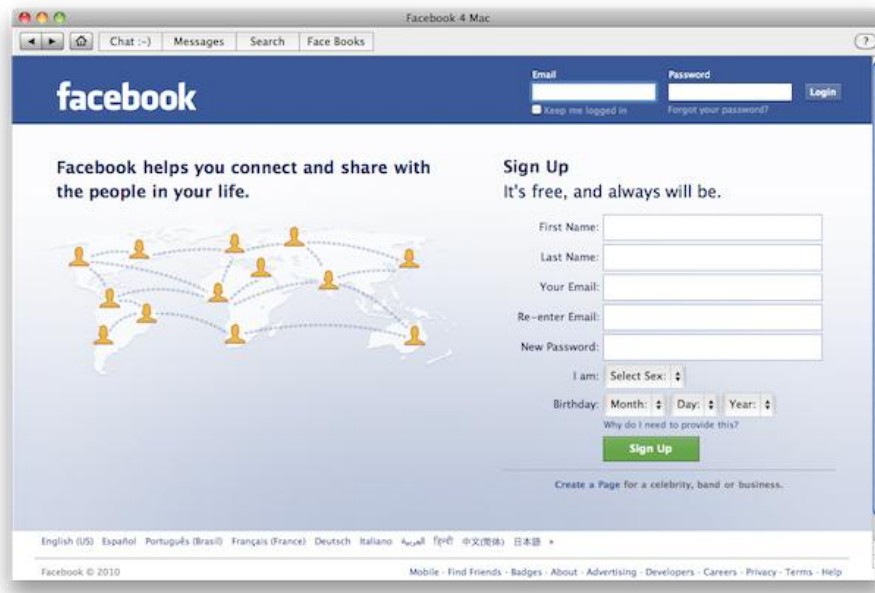 Facebook 4 Mac
Chat :-) Messages Search Face Books ?
Email Password
facebook
Login
Keep me logged in Forgot your password?
Facebook helps you connect and share with
the people in your life.
Sign Up
It's free, and always will be.
First Name:
Last Name:
Your Email:
Re-enter Email:
New Password:
I am: Select Sex:
Birthday: Month: Day: Year:
Why do I need to provide this?
Sign Up
Create a Page for a celebrity, band or business.
English (US) Español Português (Brasil) Français (France) Deutsch Italiano العربية हिन्दी 中文(简体) 日本語 »
Facebook © 2010 Mobile · Find Friends · Badges · About · Advertising · Developers · Careers · Privacy · Terms · Help